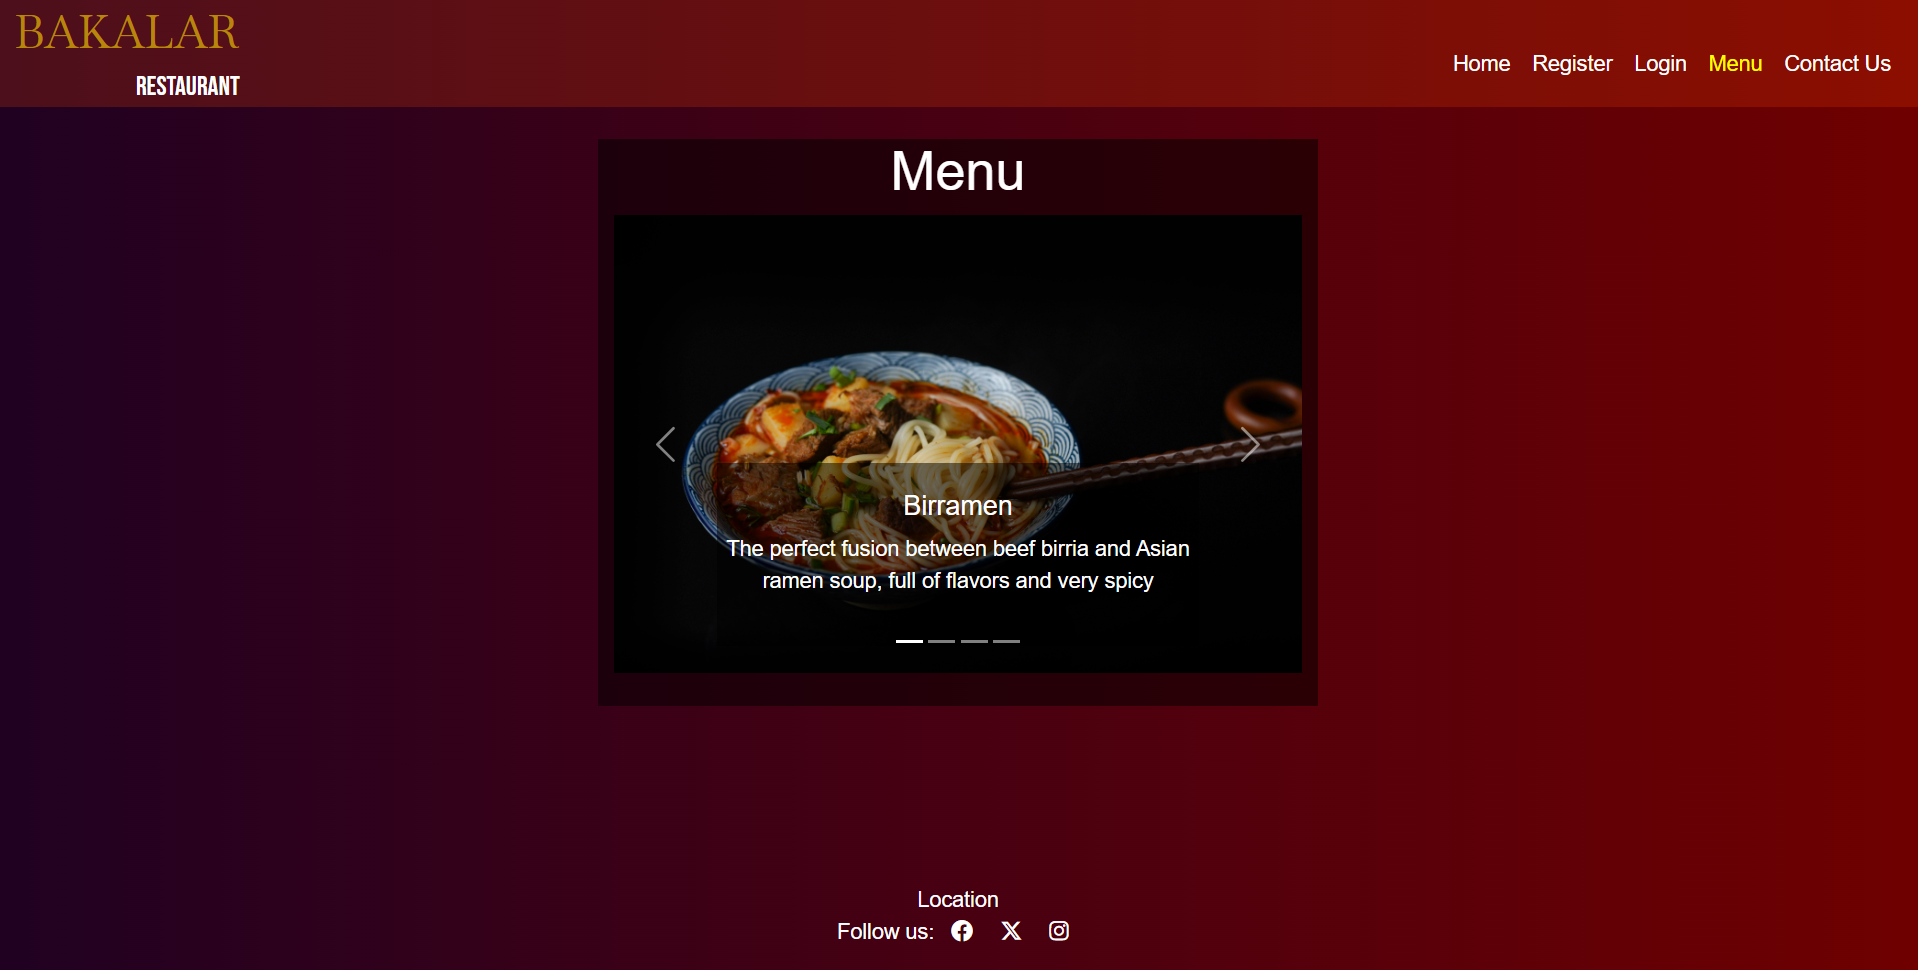 BAKALAR
RESTAURANT
Home Register Login Menu Contact Us
Menu
Birramen
The perfect fusion between beef birria and Asian
ramen soup, full of flavors and very spicy
Location
Follow us: